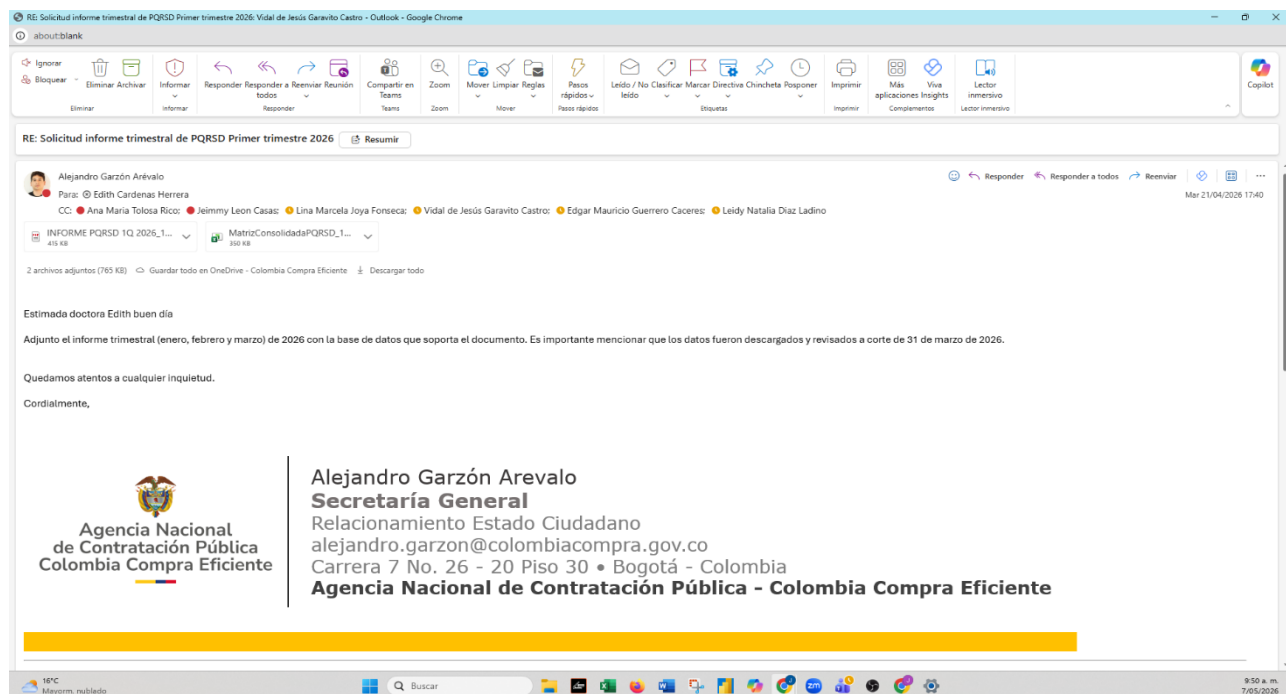 RE: Solicitud informe trimestral de PQRSD Primer trimestre 2026: Vidal de Jesús Garavito Castro - Outlook - Google Chrome
about:blank
Ignorar
Bloquear
Eliminar Archivar
Informar
Responder Responder a todos Reenviar Reunión
Compartir en Teams
Zoom
Mover Limpiar Reglas
Pasos rápidos
Leído / No leído Clasificar Marcar Directiva Chincheta Posponer
Imprimir
Más aplicaciones Viva Insights
Lector inmersivo
Copilot
Eliminar Informar Responder Teams Zoom Mover Pasos rápidos Etiquetas Imprimir Complementos Lector inmersivo
RE: Solicitud informe trimestral de PQRSD Primer trimestre 2026 Resumir
Alejandro Garzón Arévalo
Responder Responder a todos Reenviar
Para: Edith Cardenas Herrera
Mar 21/04/2026 17:40
CC: Ana Maria Tolosa Rico; Jeimmy Leon Casas; Lina Marcela Joya Fonseca; Vidal de Jesús Garavito Castro; Edgar Mauricio Guerrero Caceres; Leidy Natalia Diaz Ladino
INFORME PQRSD 1Q 2026_1...
415 KB
MatrizConsolidadaPQRSD_1...
350 KB
2 archivos adjuntos (765 KB) Guardar todo en OneDrive - Colombia Compra Eficiente Descargar todo
Estimada doctora Edith buen día
Adjunto el informe trimestral (enero, febrero y marzo) de 2026 con la base de datos que soporta el documento. Es importante mencionar que los datos fueron descargados y revisados a corte de 31 de marzo de 2026.
Quedamos atentos a cualquier inquietud.
Cordialmente,
Agencia Nacional
de Contratación Pública
Colombia Compra Eficiente
Alejandro Garzón Arevalo
Secretaría General
Relacionamiento Estado Ciudadano
alejandro.garzon@colombiacompra.gov.co
Carrera 7 No. 26 - 20 Piso 30 • Bogotá - Colombia
Agencia Nacional de Contratación Pública - Colombia Compra Eficiente
16°C
Mayorm. nublado
Buscar
9:50 a. m.
7/05/2026